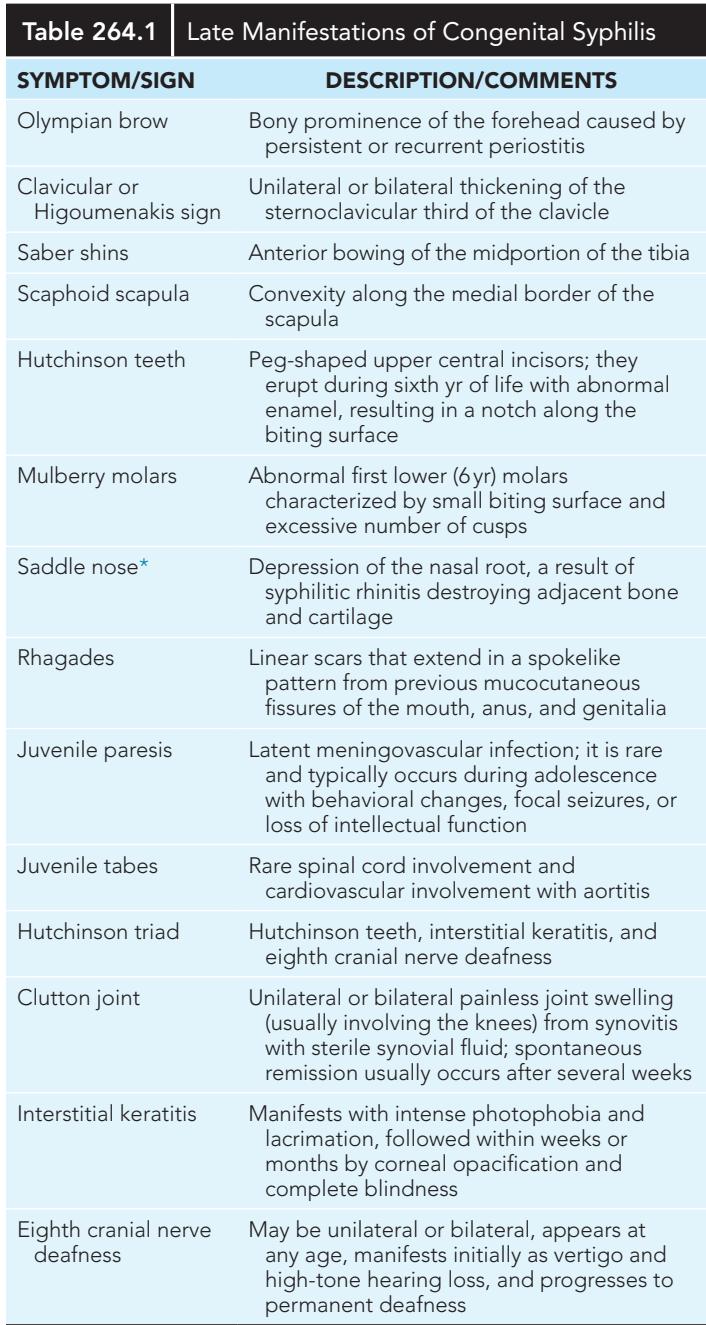 Table 264.1 Late Manifestations of Congenital Syphilis
SYMPTOM/SIGN DESCRIPTION/COMMENTS
Olympian brow Bony prominence of the forehead caused by
persistent or recurrent periostitis
Clavicular or Unilateral or bilateral thickening of the
Higoumenakis sign sternoclavicular third of the clavicle
Saber shins Anterior bowing of the midportion of the tibia
Scaphoid scapula Convexity along the medial border of the
scapula
Hutchinson teeth Peg-shaped upper central incisors; they
erupt during sixth yr of life with abnormal
enamel, resulting in a notch along the
biting surface
Mulberry molars Abnormal first lower (6 yr) molars
characterized by small biting surface and
excessive number of cusps
Saddle nose* Depression of the nasal root, a result of
syphilitic rhinitis destroying adjacent bone
and cartilage
Rhagades Linear scars that extend in a spokelike
pattern from previous mucocutaneous
fissures of the mouth, anus, and genitalia
Juvenile paresis Latent meningovascular infection; it is rare
and typically occurs during adolescence
with behavioral changes, focal seizures, or
loss of intellectual function
Juvenile tabes Rare spinal cord involvement and
cardiovascular involvement with aortitis
Hutchinson triad Hutchinson teeth, interstitial keratitis, and
eighth cranial nerve deafness
Clutton joint Unilateral or bilateral painless joint swelling
(usually involving the knees) from synovitis
with sterile synovial fluid; spontaneous
remission usually occurs after several weeks
Interstitial keratitis Manifests with intense photophobia and
lacrimation, followed within weeks or
months by corneal opacification and
complete blindness
Eighth cranial nerve May be unilateral or bilateral, appears at
deafness any age, manifests initially as vertigo and
high-tone hearing loss, and progresses to
permanent deafness